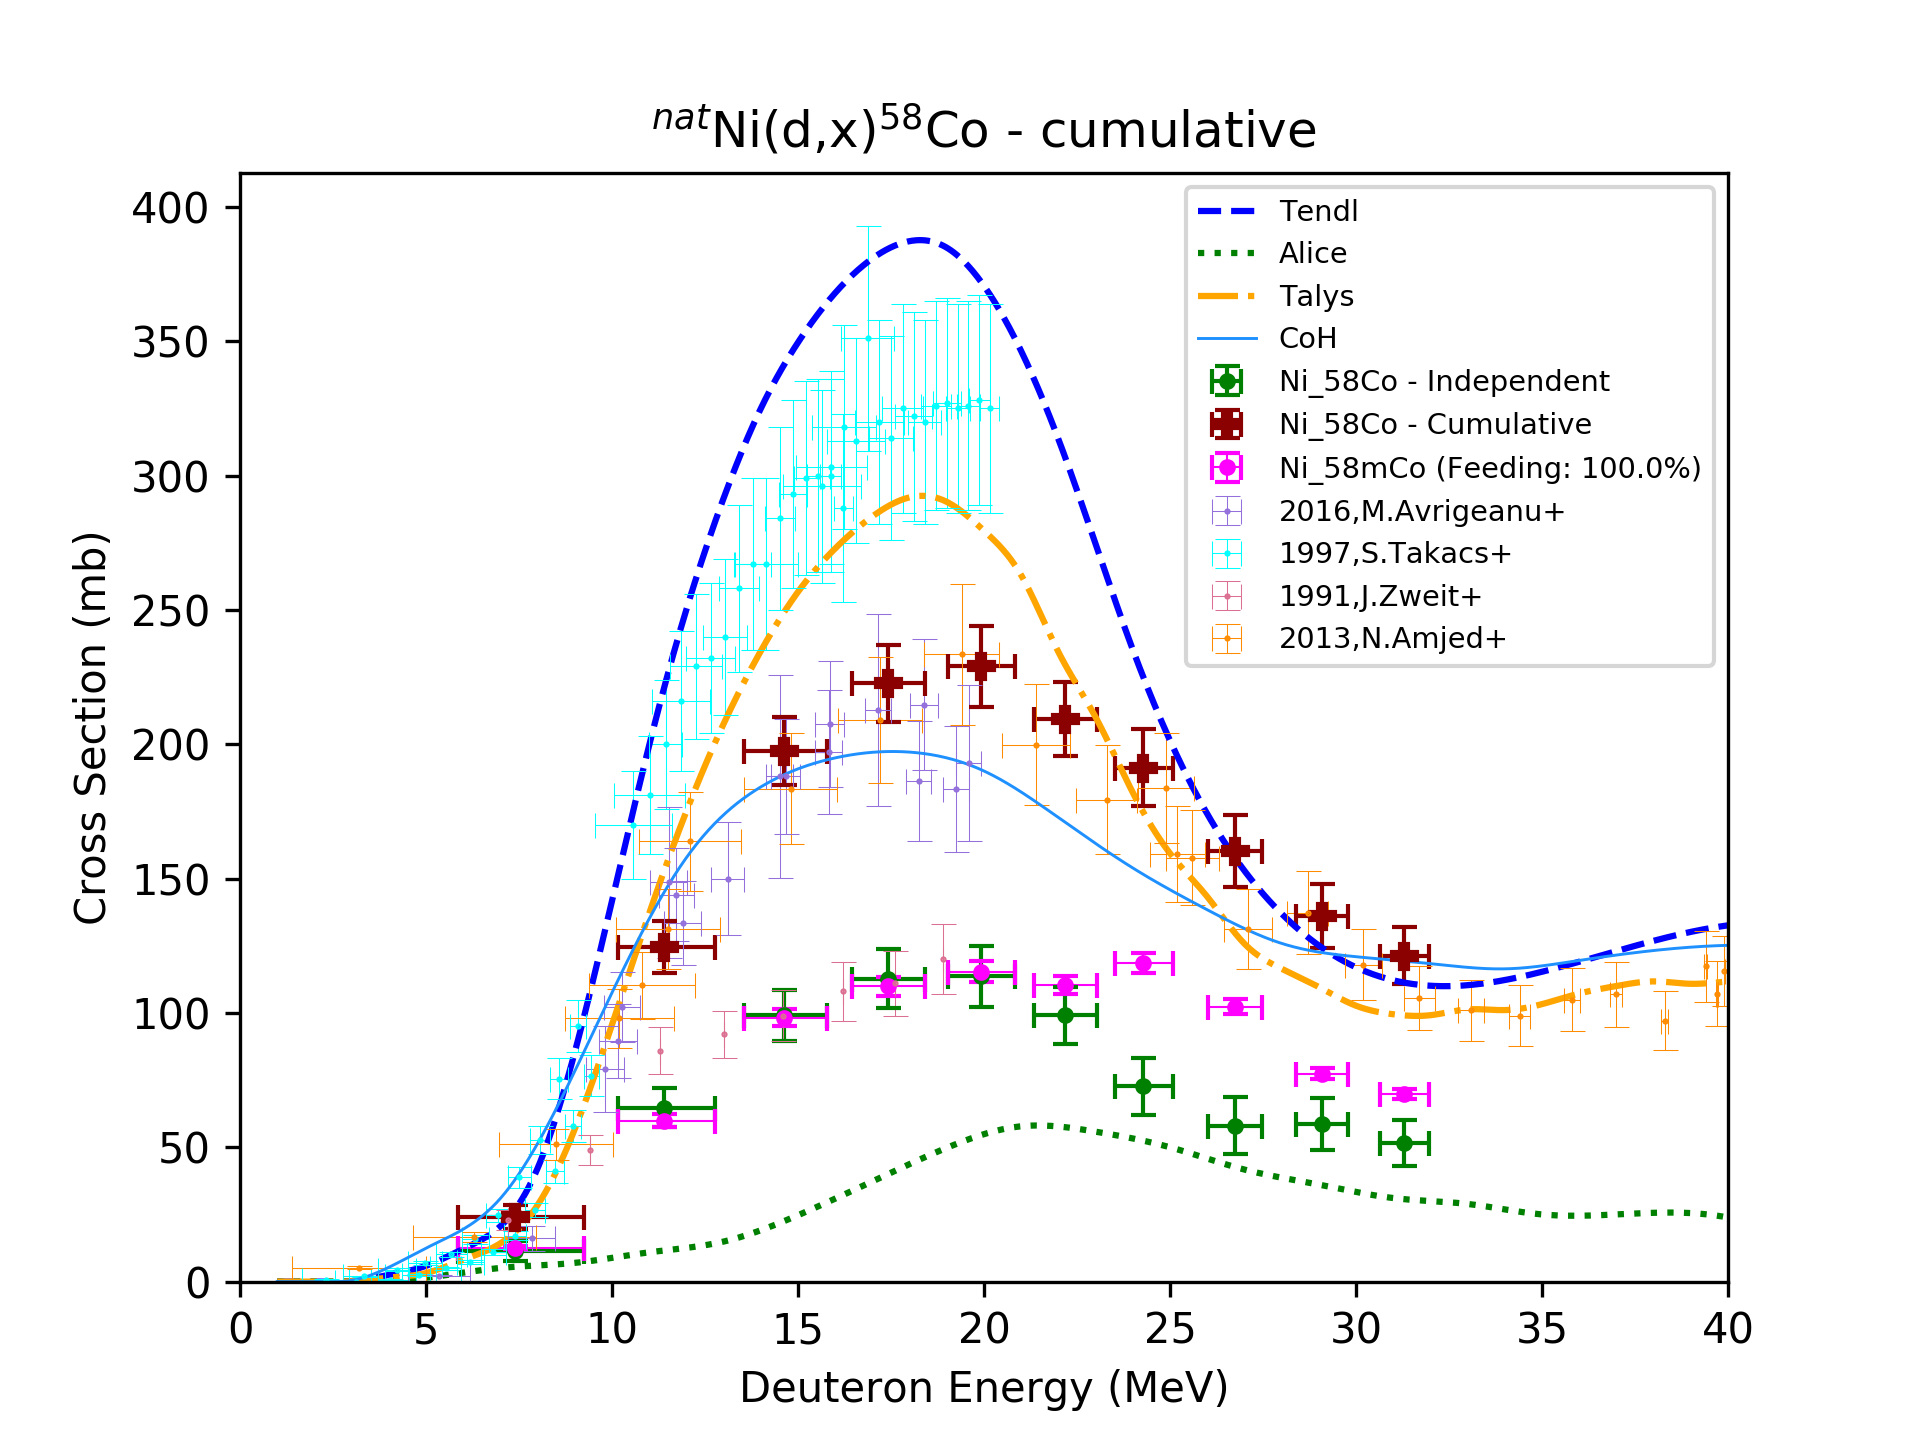 natNi(d,x)58Co - cumulative
Cross Section (mb)
400
350
300
250
200
150
100
50
0
0 5 10 15 20 25 30 35 40
Deuteron Energy (MeV)
Tendl
Alice
Talys
CoH
Ni_58Co - Independent
Ni_58Co - Cumulative
Ni_58mCo (Feeding: 100.0%)
2016,M.Avrigeanu+
1997,S.Takacs+
1991,J.Zweit+
2013,N.Amjed+